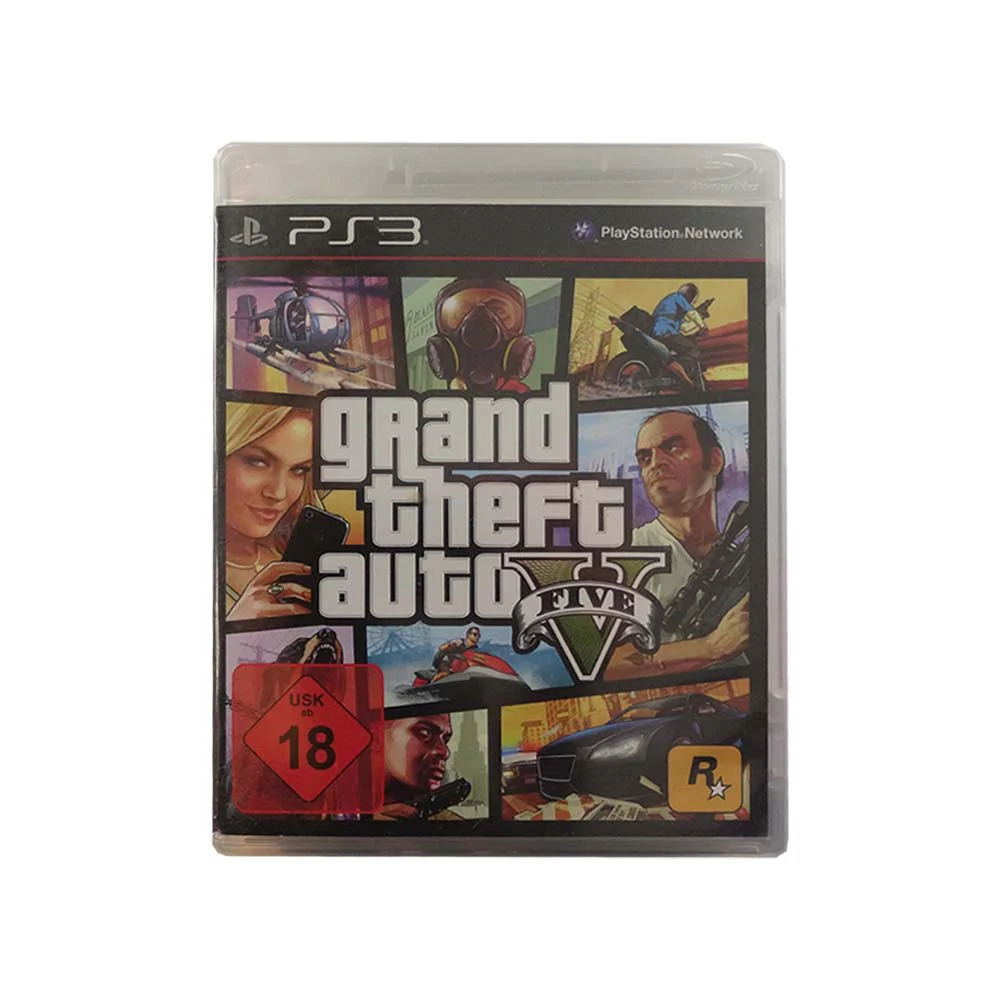 PS3
PlayStation Network
grand
theft
auto V
FIVE
USK
ab
18
R